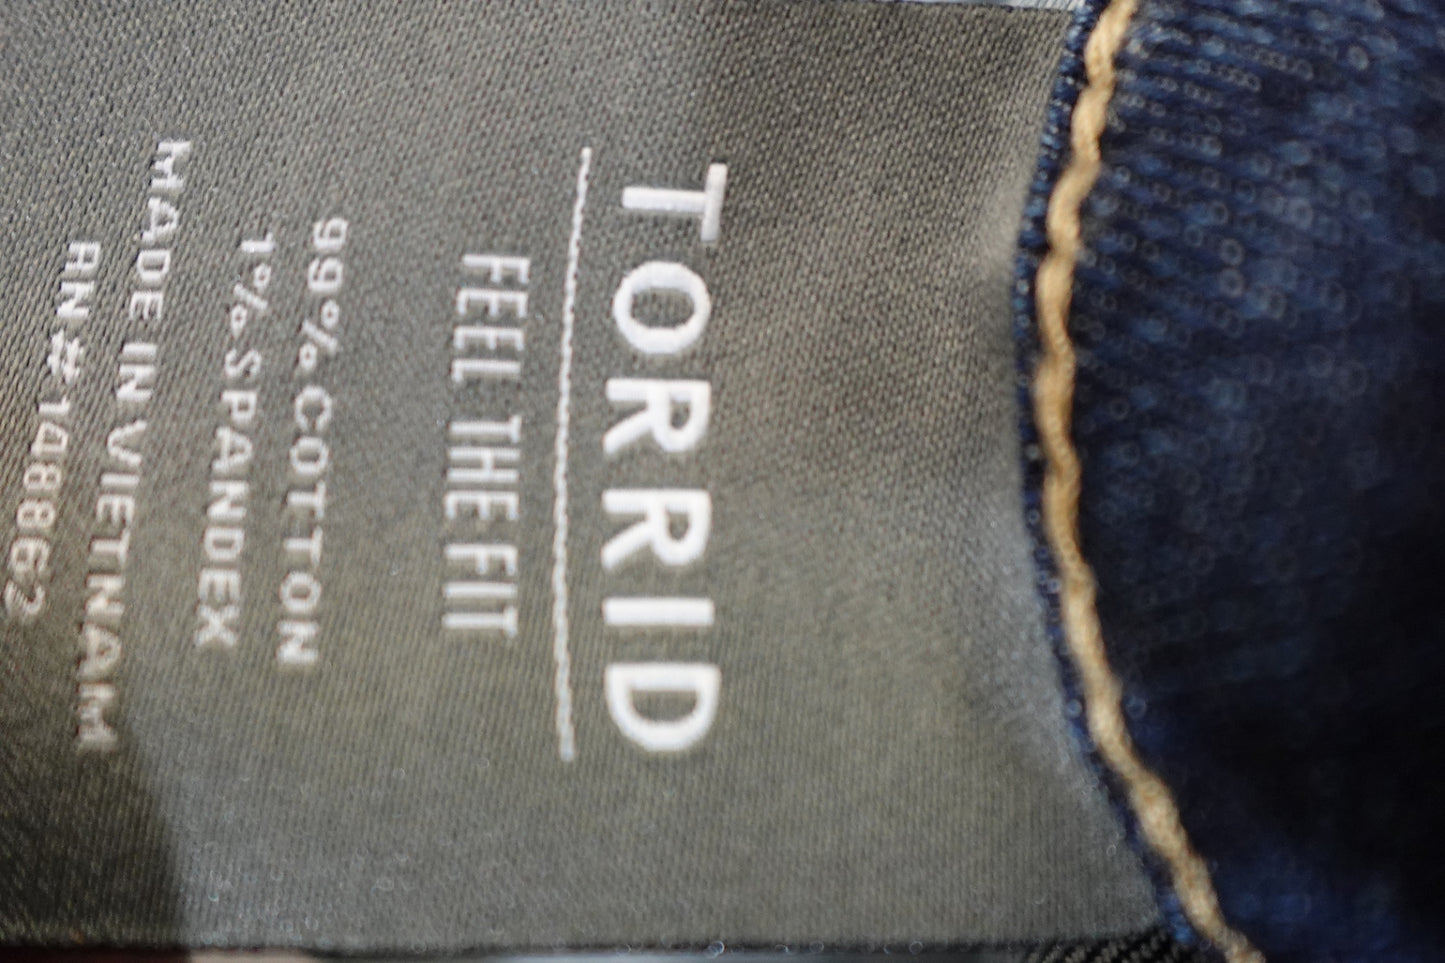 TORRID
FEEL THE FIT
99% COTTON
1% SPANDEX
MADE IN VIETNAM
RN# 148862